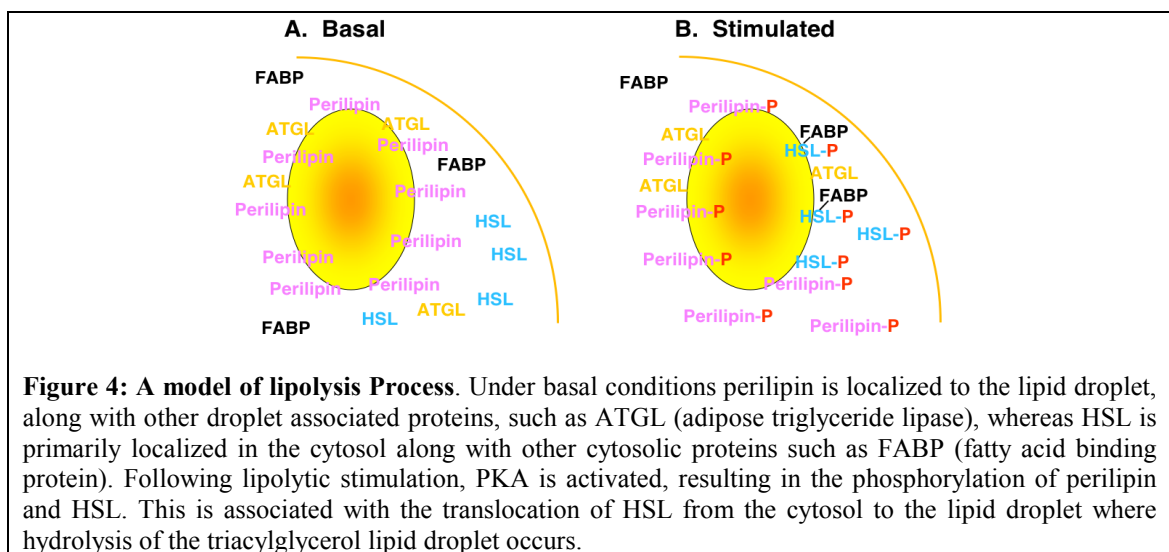 A. Basal
B. Stimulated
FABP
Perilipin
ATGL
ATGL
Perilipin
Perilipin
FABP
ATGL
Perilipin
Perilipin
HSL
Perilipin
HSL
Perilipin
Perilipin
Perilipin
HSL
ATGL
HSL
FABP
FABP
Perilipin-P
FABP
ATGL
HSL-P
Perilipin-P
ATGL
ATGL
FABP
Perilipin-P
HSL-P
HSL-P
Perilipin-P
HSL-P
Perilipin-P
Perilipin-P
Perilipin-P
Figure 4: A model of lipolysis Process. Under basal conditions perilipin is localized to the lipid droplet,
along with other droplet associated proteins, such as ATGL (adipose triglyceride lipase), whereas HSL is
primarily localized in the cytosol along with other cytosolic proteins such as FABP (fatty acid binding
protein). Following lipolytic stimulation, PKA is activated, resulting in the phosphorylation of perilipin
and HSL. This is associated with the translocation of HSL from the cytosol to the lipid droplet where
hydrolysis of the triacylglycerol lipid droplet occurs.